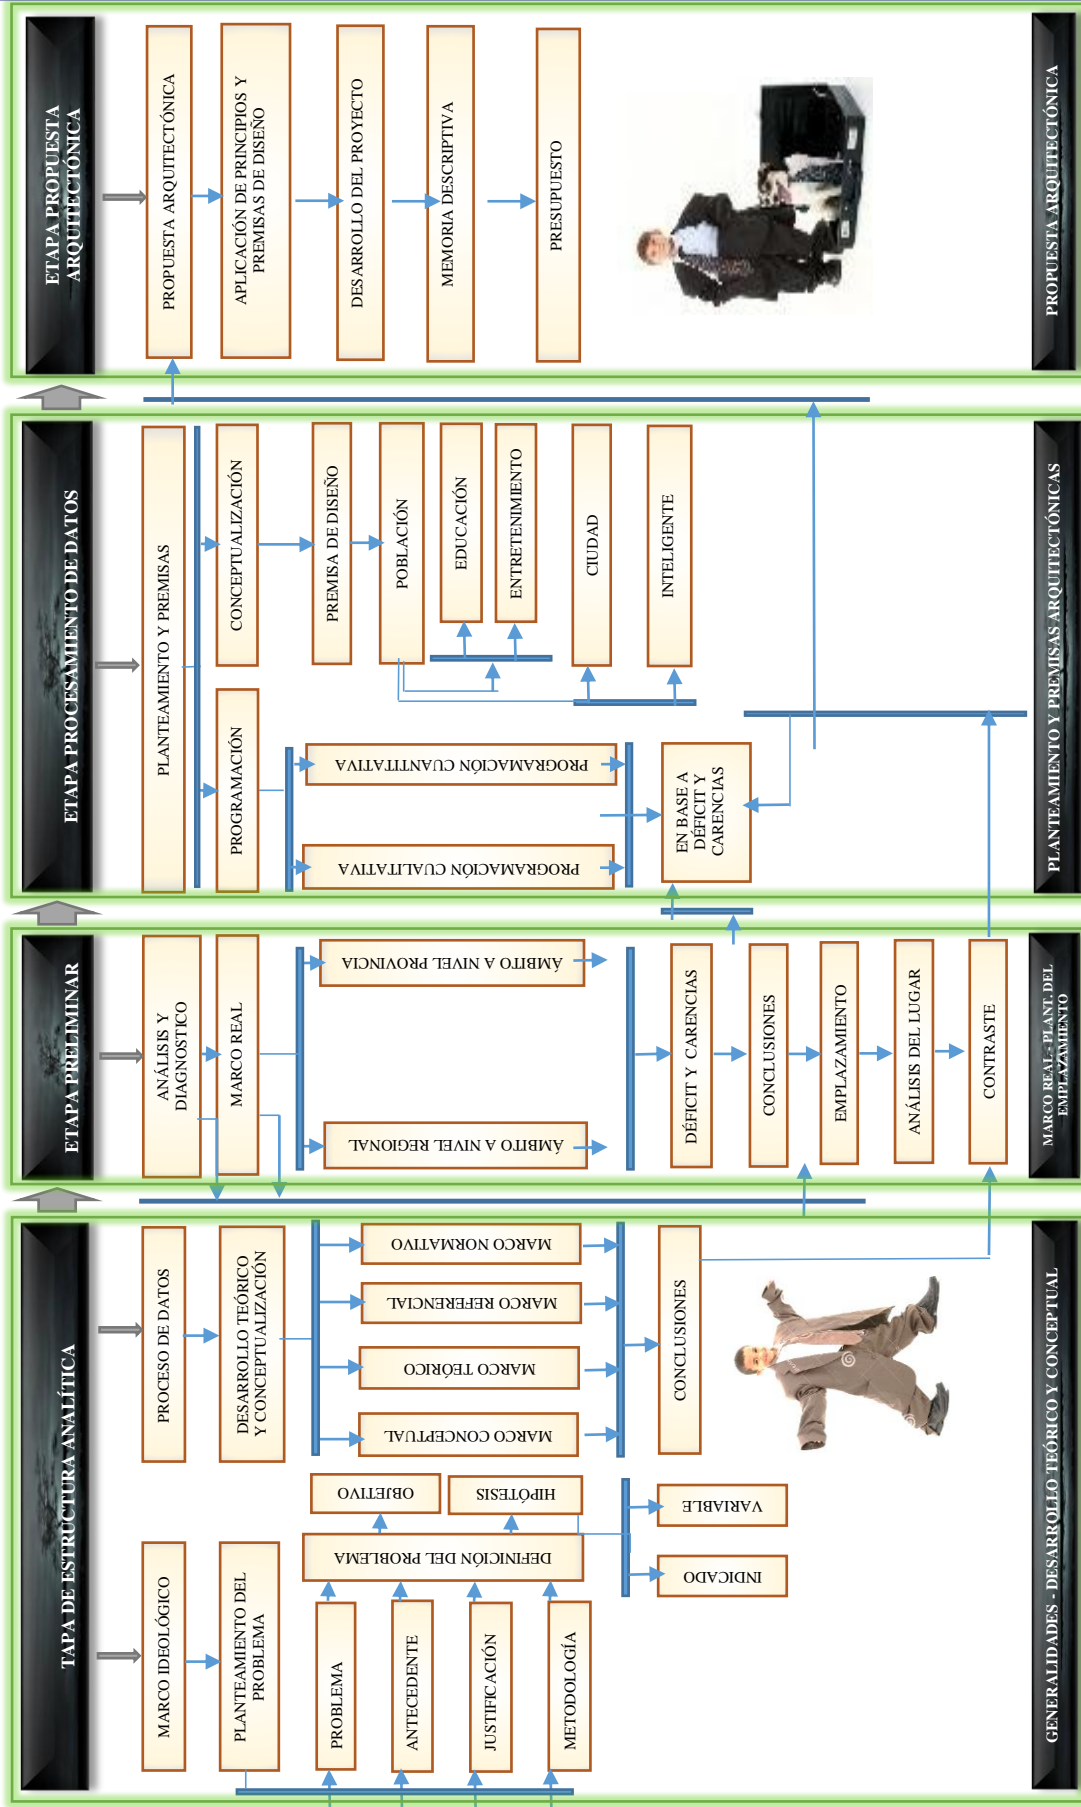 TAPA DE ESTRUCTURA ANALÍTICA
MARCO IDEOLÓGICO
PLANTEAMIENTO DEL
PROBLEMA
PROBLEMA
ANTECEDENTE
JUSTIFICACIÓN
METODOLOGÍA
DEFINICIÓN DEL PROBLEMA
OBJETIVO
HIPÓTESIS
INDICADO
VARIABLE
PROCESO DE DATOS
DESARROLLO TEÓRICO
Y CONCEPTUALIZACIÓN
MARCO CONCEPTUAL
MARCO TEÓRICO
MARCO REFERENCIAL
MARCO NORMATIVO
CONCLUSIONES
GENERALIDADES - DESARROLLO TEÓRICO Y CONCEPTUAL
ETAPA PRELIMINAR
ANÁLISIS Y
DIAGNOSTICO
MARCO REAL
ÁMBITO A NIVEL REGIONAL
ÁMBITO A NIVEL PROVINCIA
DÉFICIT Y CARENCIAS
CONCLUSIONES
EMPLAZAMIENTO
ANÁLISIS DEL LUGAR
CONTRASTE
MARCO REAL - PLANT. DEL
EMPLAZAMIENTO
ETAPA PROCESAMIENTO DE DATOS
PLANTEAMIENTO Y PREMISAS
PROGRAMACIÓN
PROGRAMACIÓN CUALITATIVA
PROGRAMACIÓN CUANTITATIVA
EN BASE A
DÉFICIT Y
CARENCIAS
CONCEPTUALIZACIÓN
PREMISA DE DISEÑO
POBLACIÓN
EDUCACIÓN
ENTRETENIMIENTO
CIUDAD
INTELIGENTE
PLANTEAMIENTO Y PREMISAS ARQUITECTÓNICAS
ETAPA PROPUESTA
ARQUITECTÓNICA
PROPUESTA ARQUITECTÓNICA
APLICACIÓN DE PRINCIPIOS Y
PREMISAS DE DISEÑO
DESARROLLO DEL PROYECTO
MEMORIA DESCRIPTIVA
PRESUPUESTO
PROPUESTA ARQUITECTÓNICA